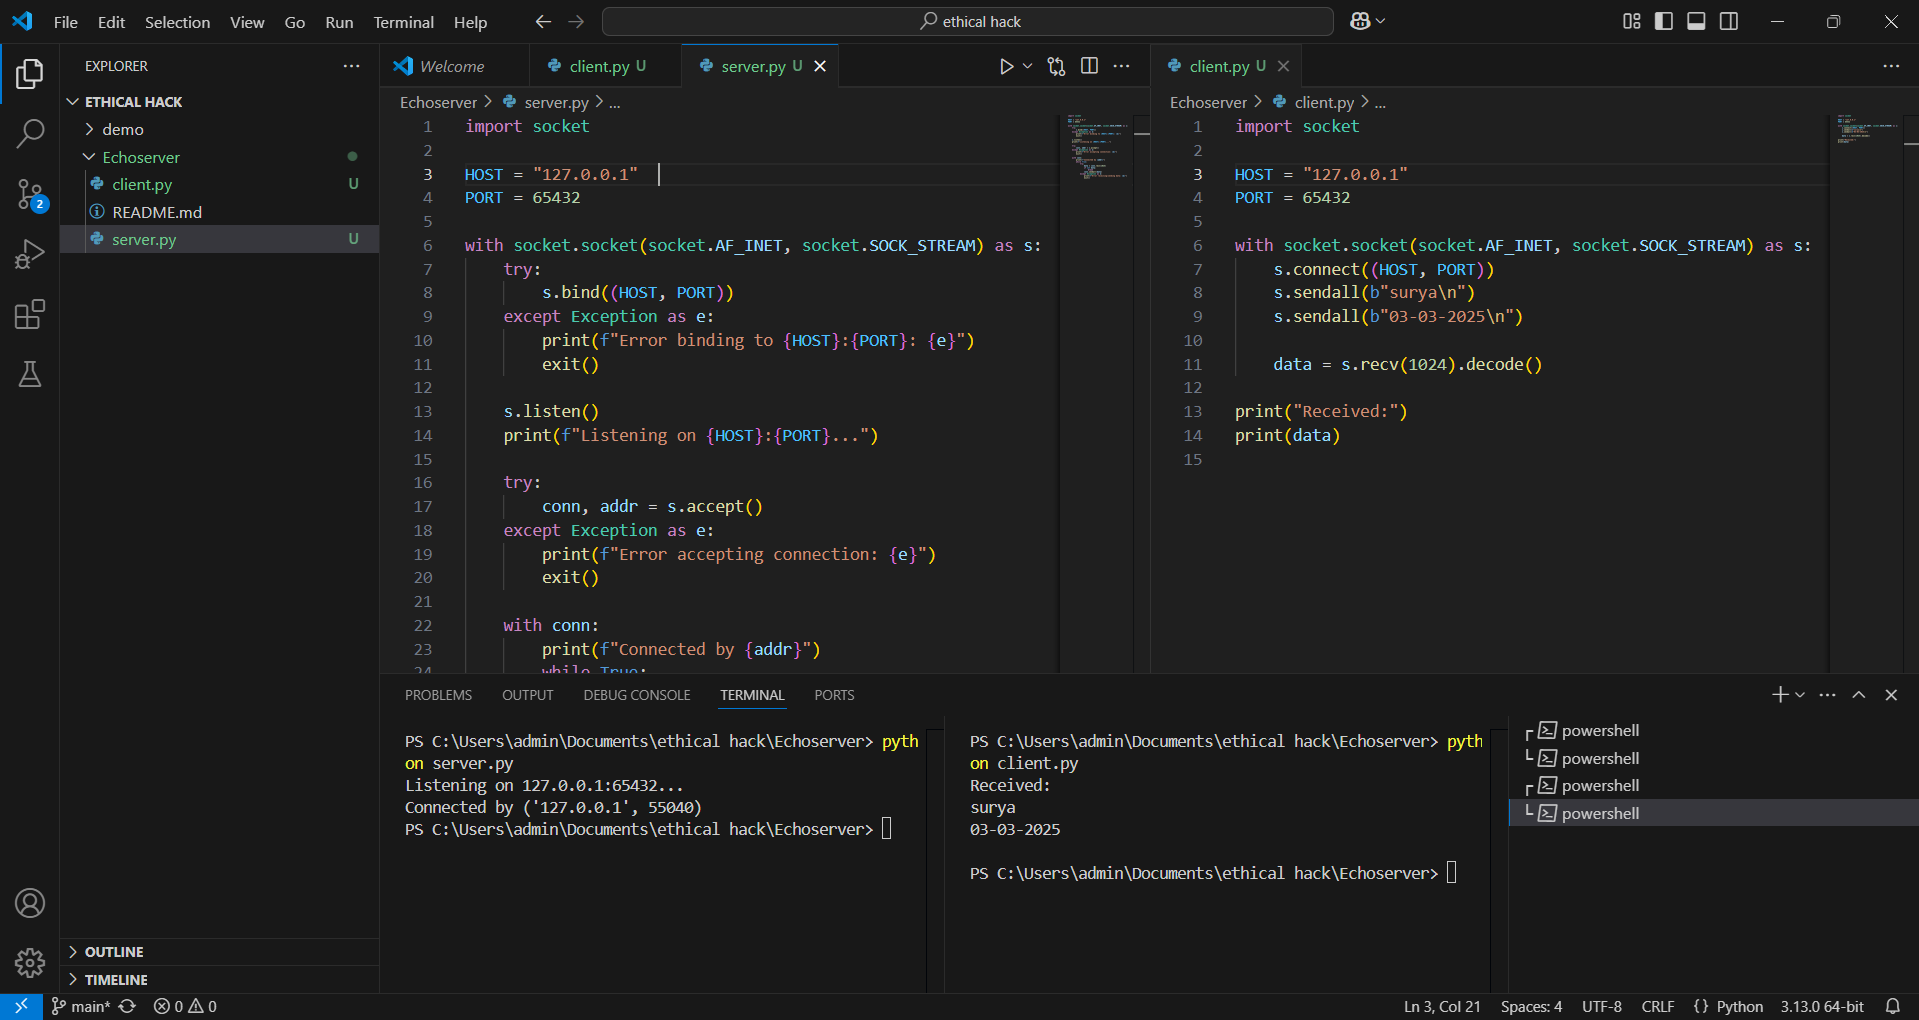 File Edit Selection View Go Run Terminal Help
ethical hack
EXPLORER
ETHICAL HACK
demo
Echoserver
client.py U
README.md
server.py U
2
OUTLINE
TIMELINE
Welcome
client.py U
server.py U
Echoserver > server.py > ...
1 import socket
2
3 HOST = "127.0.0.1"
4 PORT = 65432
5
6 with socket.socket(socket.AF_INET, socket.SOCK_STREAM) as s:
7     try:
8         s.bind((HOST, PORT))
9     except Exception as e:
10         print(f"Error binding to {HOST}:{PORT}: {e}")
11         exit()
12
13     s.listen()
14     print(f"Listening on {HOST}:{PORT}...")
15
16     try:
17         conn, addr = s.accept()
18     except Exception as e:
19         print(f"Error accepting connection: {e}")
20         exit()
21
22     with conn:
23         print(f"Connected by {addr}")
24         while True:
client.py U
Echoserver > client.py > ...
1 import socket
2
3 HOST = "127.0.0.1"
4 PORT = 65432
5
6 with socket.socket(socket.AF_INET, socket.SOCK_STREAM) as s:
7     s.connect((HOST, PORT))
8     s.sendall(b"surya\n")
9     s.sendall(b"03-03-2025\n")
10
11     data = s.recv(1024).decode()
12
13 print("Received:")
14 print(data)
15
PROBLEMS OUTPUT DEBUG CONSOLE TERMINAL PORTS
PS C:\Users\admin\Documents\ethical hack\Echoserver> pyth
on server.py
Listening on 127.0.0.1:65432...
Connected by ('127.0.0.1', 55040)
PS C:\Users\admin\Documents\ethical hack\Echoserver>
PS C:\Users\admin\Documents\ethical hack\Echoserver> pyth
on client.py
Received:
surya
03-03-2025
PS C:\Users\admin\Documents\ethical hack\Echoserver>
powershell
powershell
powershell
powershell
main* 0 0
Ln 3, Col 21 Spaces: 4 UTF-8 CRLF {} Python 3.13.0 64-bit